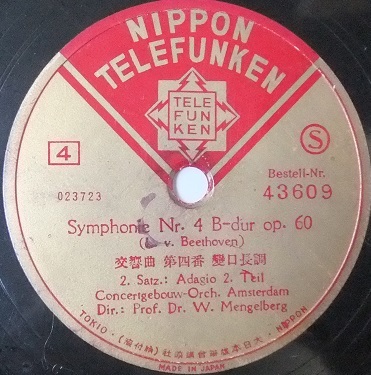 NIPPON
TELEFUNKEN
TELE
FUN
KEN
4
S
023723
Bestell-Nr.
43609
Symphonie Nr. 4 B-dur op. 60
v. Beethoven)
交響曲 第四番 變ロ長調
2. Satz: Adagio 2. Teil
Concertgebouw-Orch. Amsterdam
Dir.: Prof. Dr. W. Mengelberg
TOKIO.
NIPPON
MADE IN JAPAN